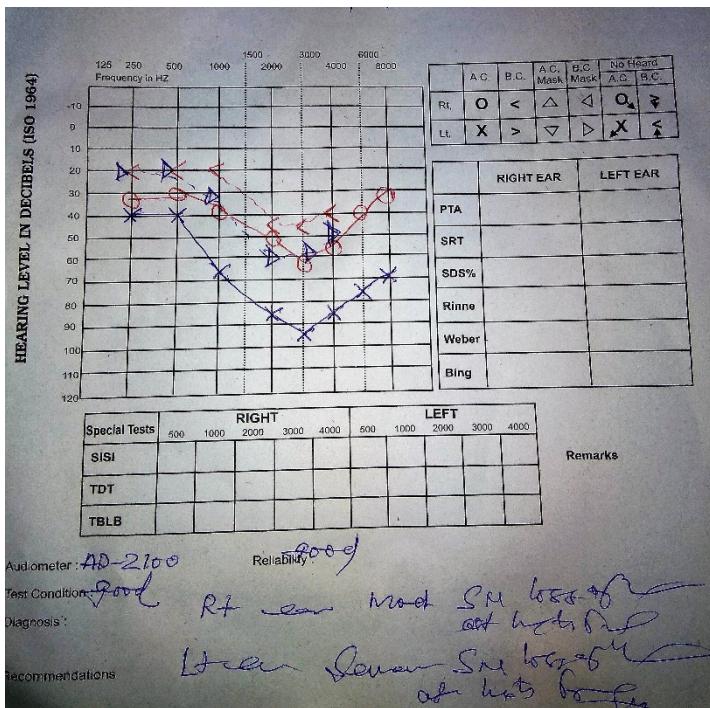 1500 3000 6000
125 250 500 1000 2000 4000 8000
Frequency in HZ
HEARING LEVEL IN DECIBELS (ISO 1964)
-10
0
10
20
30
40
50
60
70
80
90
100
110
120
A.C. B.C. A.C. Mask B.C. Mask No Heard A.C. B.C.
Rt. O < △ ◁ O
Lt. X > ▽ ▷ X
RIGHT EAR LEFT EAR
PTA
SRT
SDS%
Rinne
Weber
Bing
RIGHT LEFT
Special Tests 500 1000 2000 3000 4000 500 1000 2000 3000 4000
SISI
TDT
TBLB
Remarks
Audiometer : AD-2100 Reliability : good
Test Condition : good
Diagnosis : Rt ear Mod SN loss of
Recommendations Lt ear SN loss of